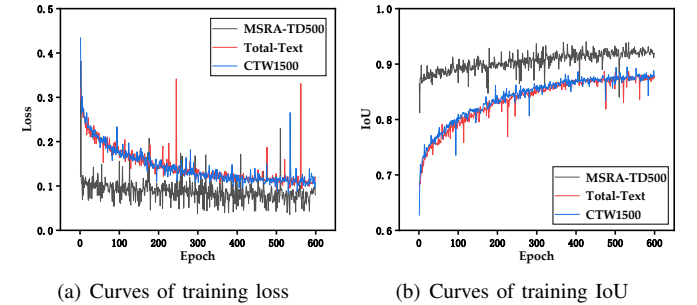 0.5
0.4
0.3
0.2
0.1
0.0
Loss
MSRA-TD500
Total-Text
CTW1500
0 100 200 300 400 500 600
Epoch
(a) Curves of training loss
1.0
0.9
0.8
0.7
0.6
IoU
MSRA-TD500
Total-Text
CTW1500
0 100 200 300 400 500 600
Epoch
(b) Curves of training IoU